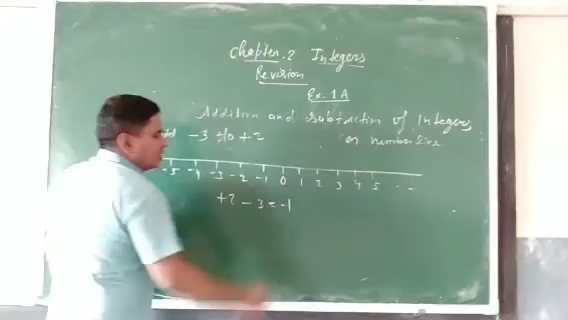 Chapter.2 Integers
Revision
Ex. 1A
Addition and subtraction of Integers
on number line
-3 to +2
-5 -4 -3 -2 -1 0 1 2 3 4 5 - -
+2 - 3 = -1